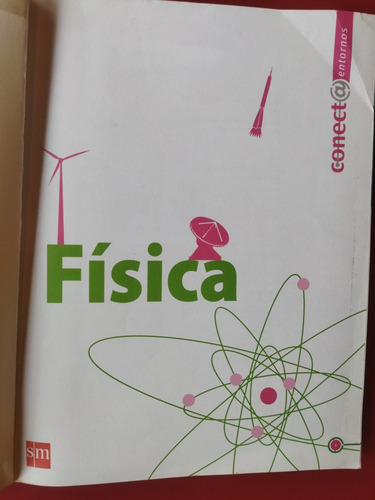 conect@ entornos
Física
sm